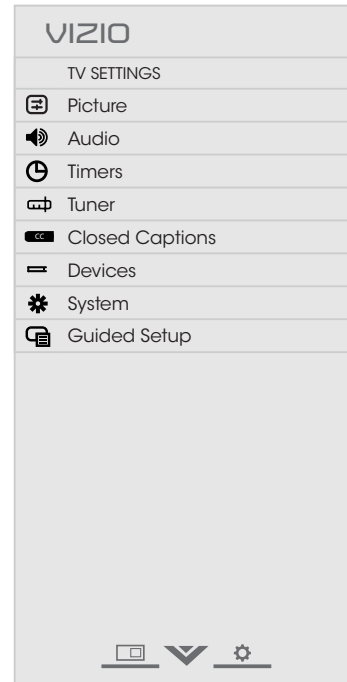 VIZIO
TV SETTINGS
Picture
Audio
Timers
Tuner
CC Closed Captions
Devices
System
Guided Setup